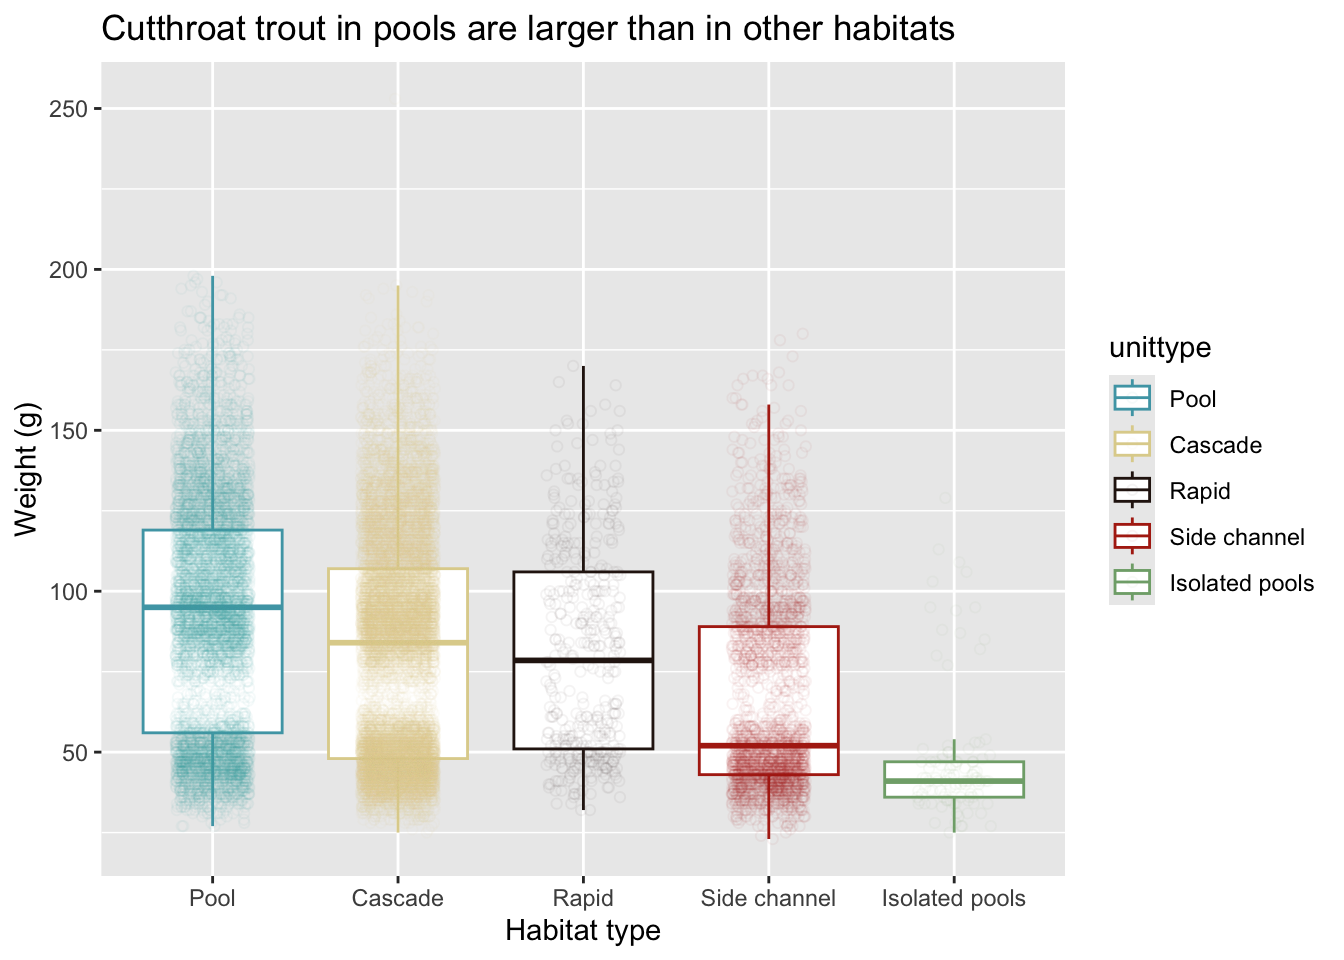 Cutthroat trout in pools are larger than in other habitats
250
200
150
100
50
Weight (g)
Pool
Cascade
Rapid
Side channel
Isolated pools
Habitat type
unittype
Pool
Cascade
Rapid
Side channel
Isolated pools